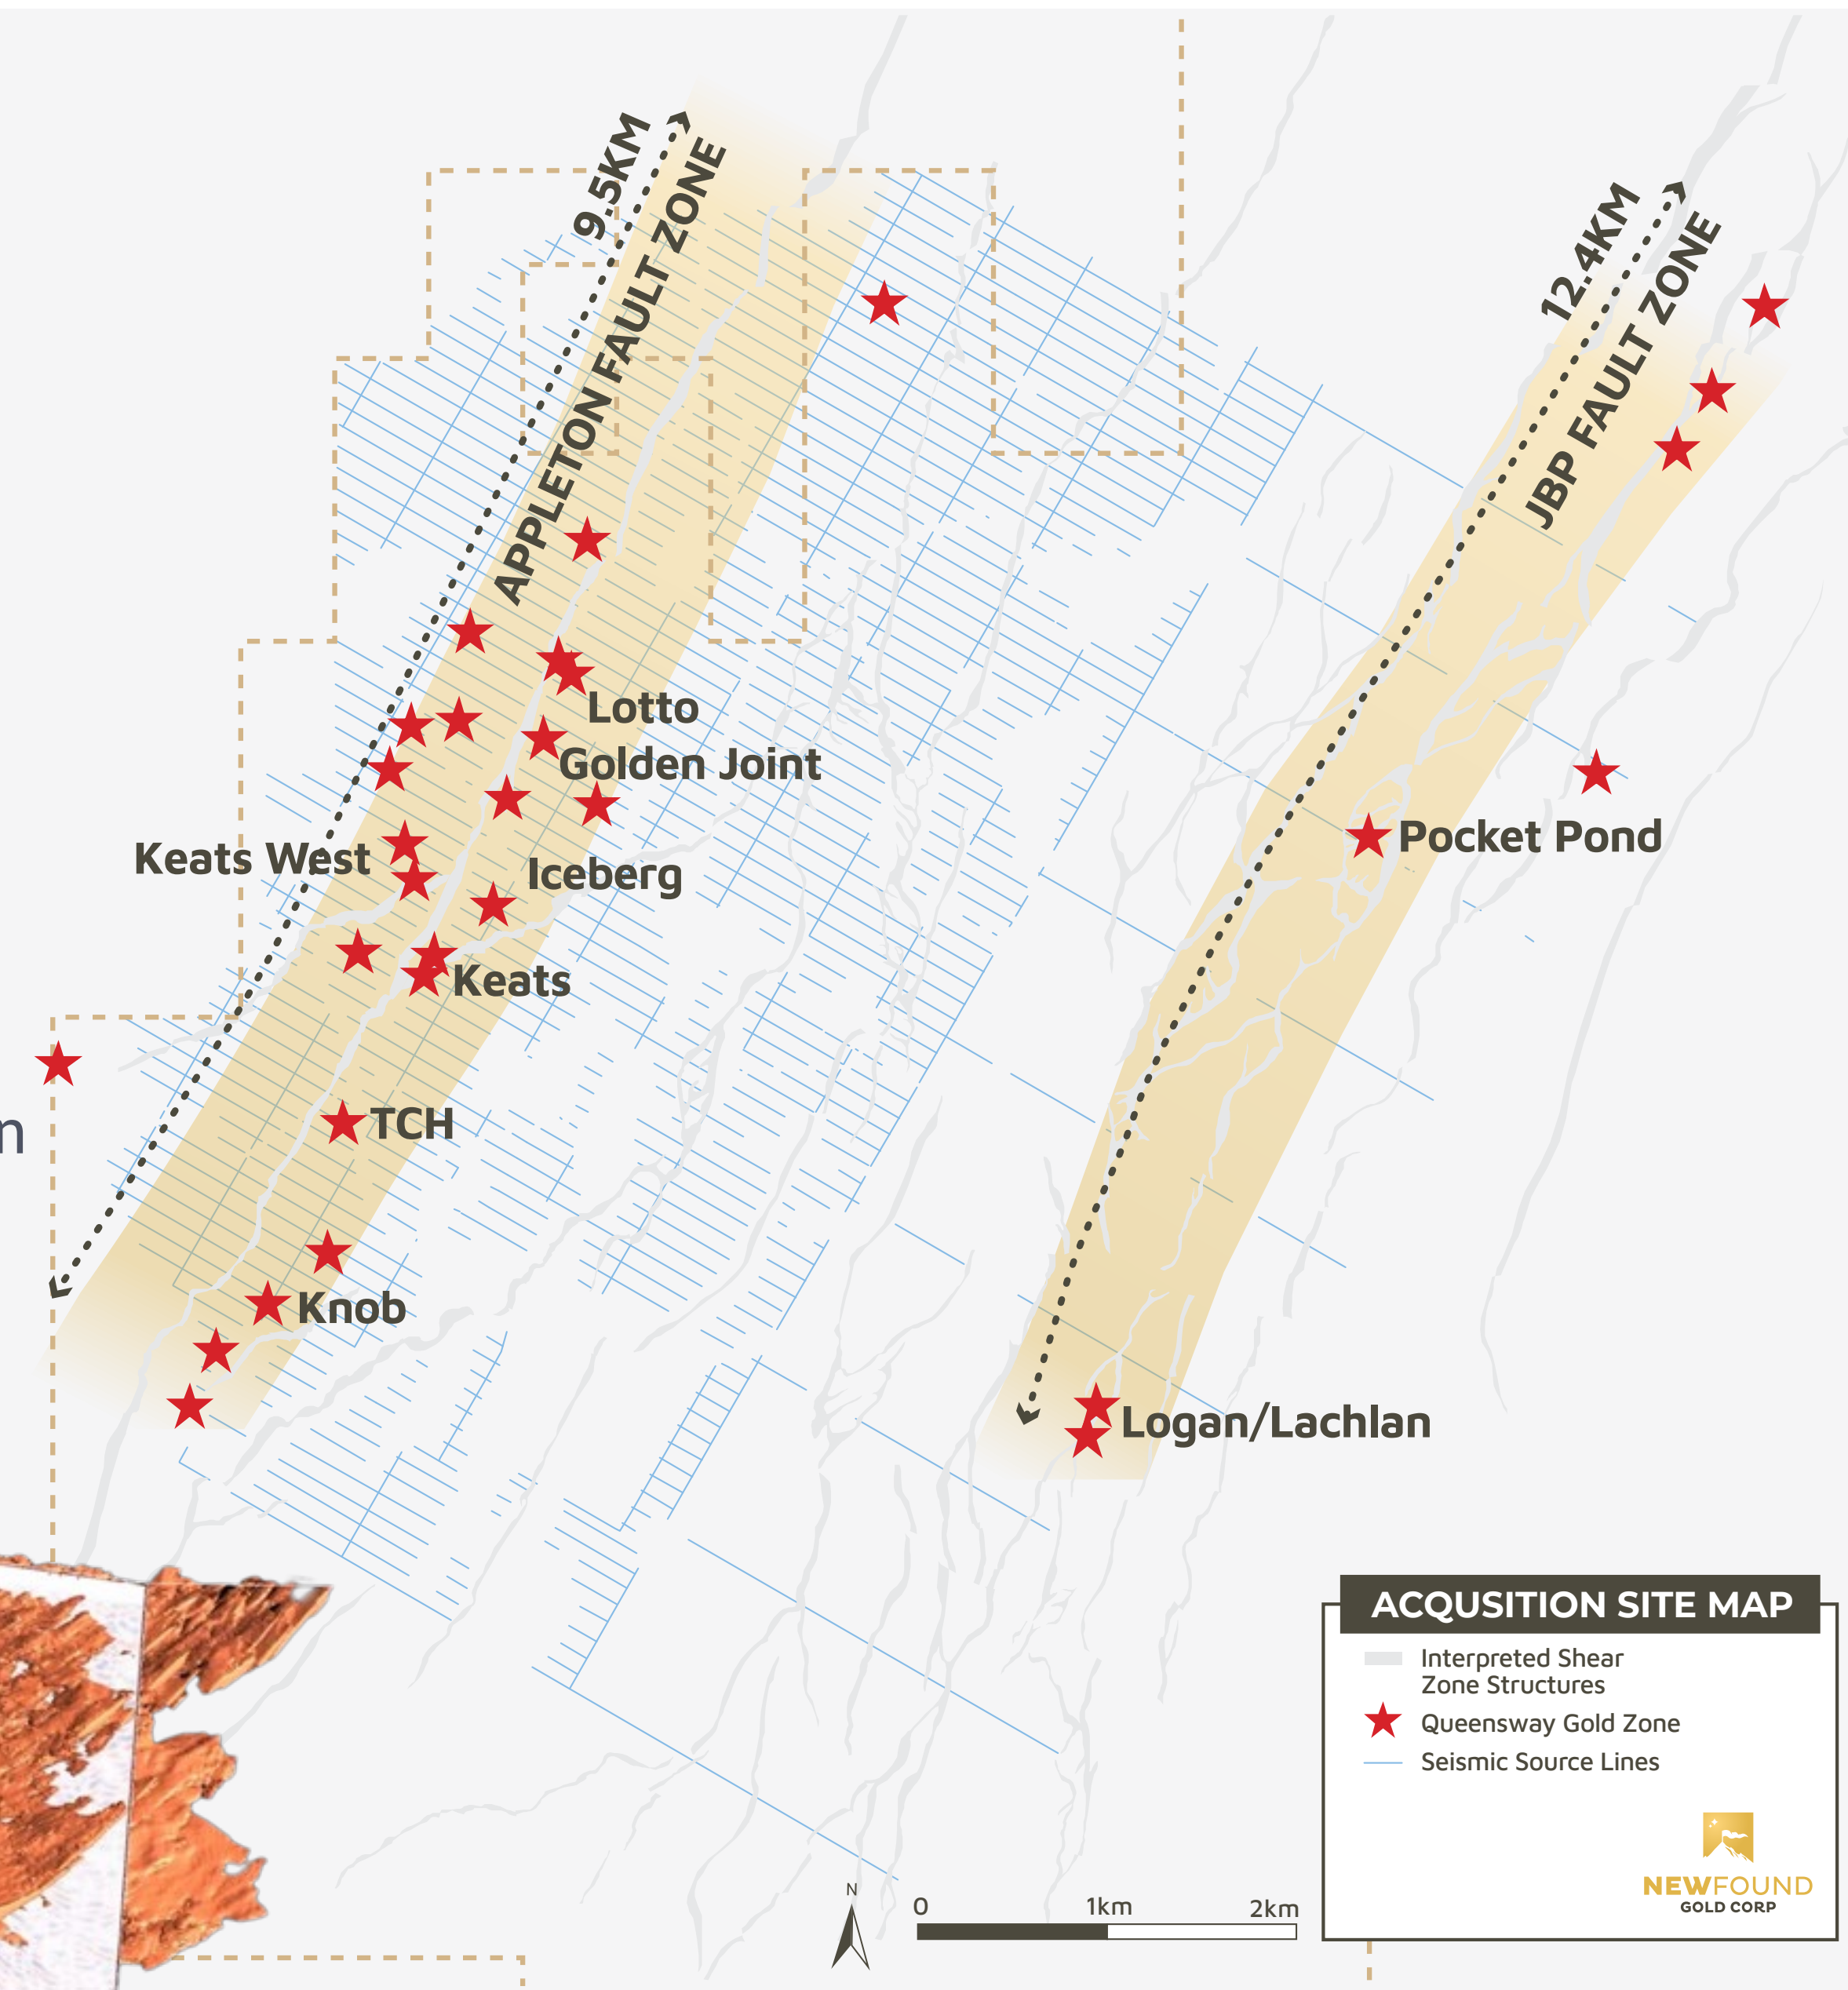 9.5KM
APPLETON FAULT ZONE
12.4KM
JBP FAULT ZONE
Lotto
Golden Joint
Keats West
Iceberg
Pocket Pond
Keats
n
TCH
Knob
Logan/Lachlan
ACQUSITION SITE MAP
Interpreted Shear
Zone Structures
Queensway Gold Zone
Seismic Source Lines
NEWFOUND
GOLD CORP
N
0 1km 2km